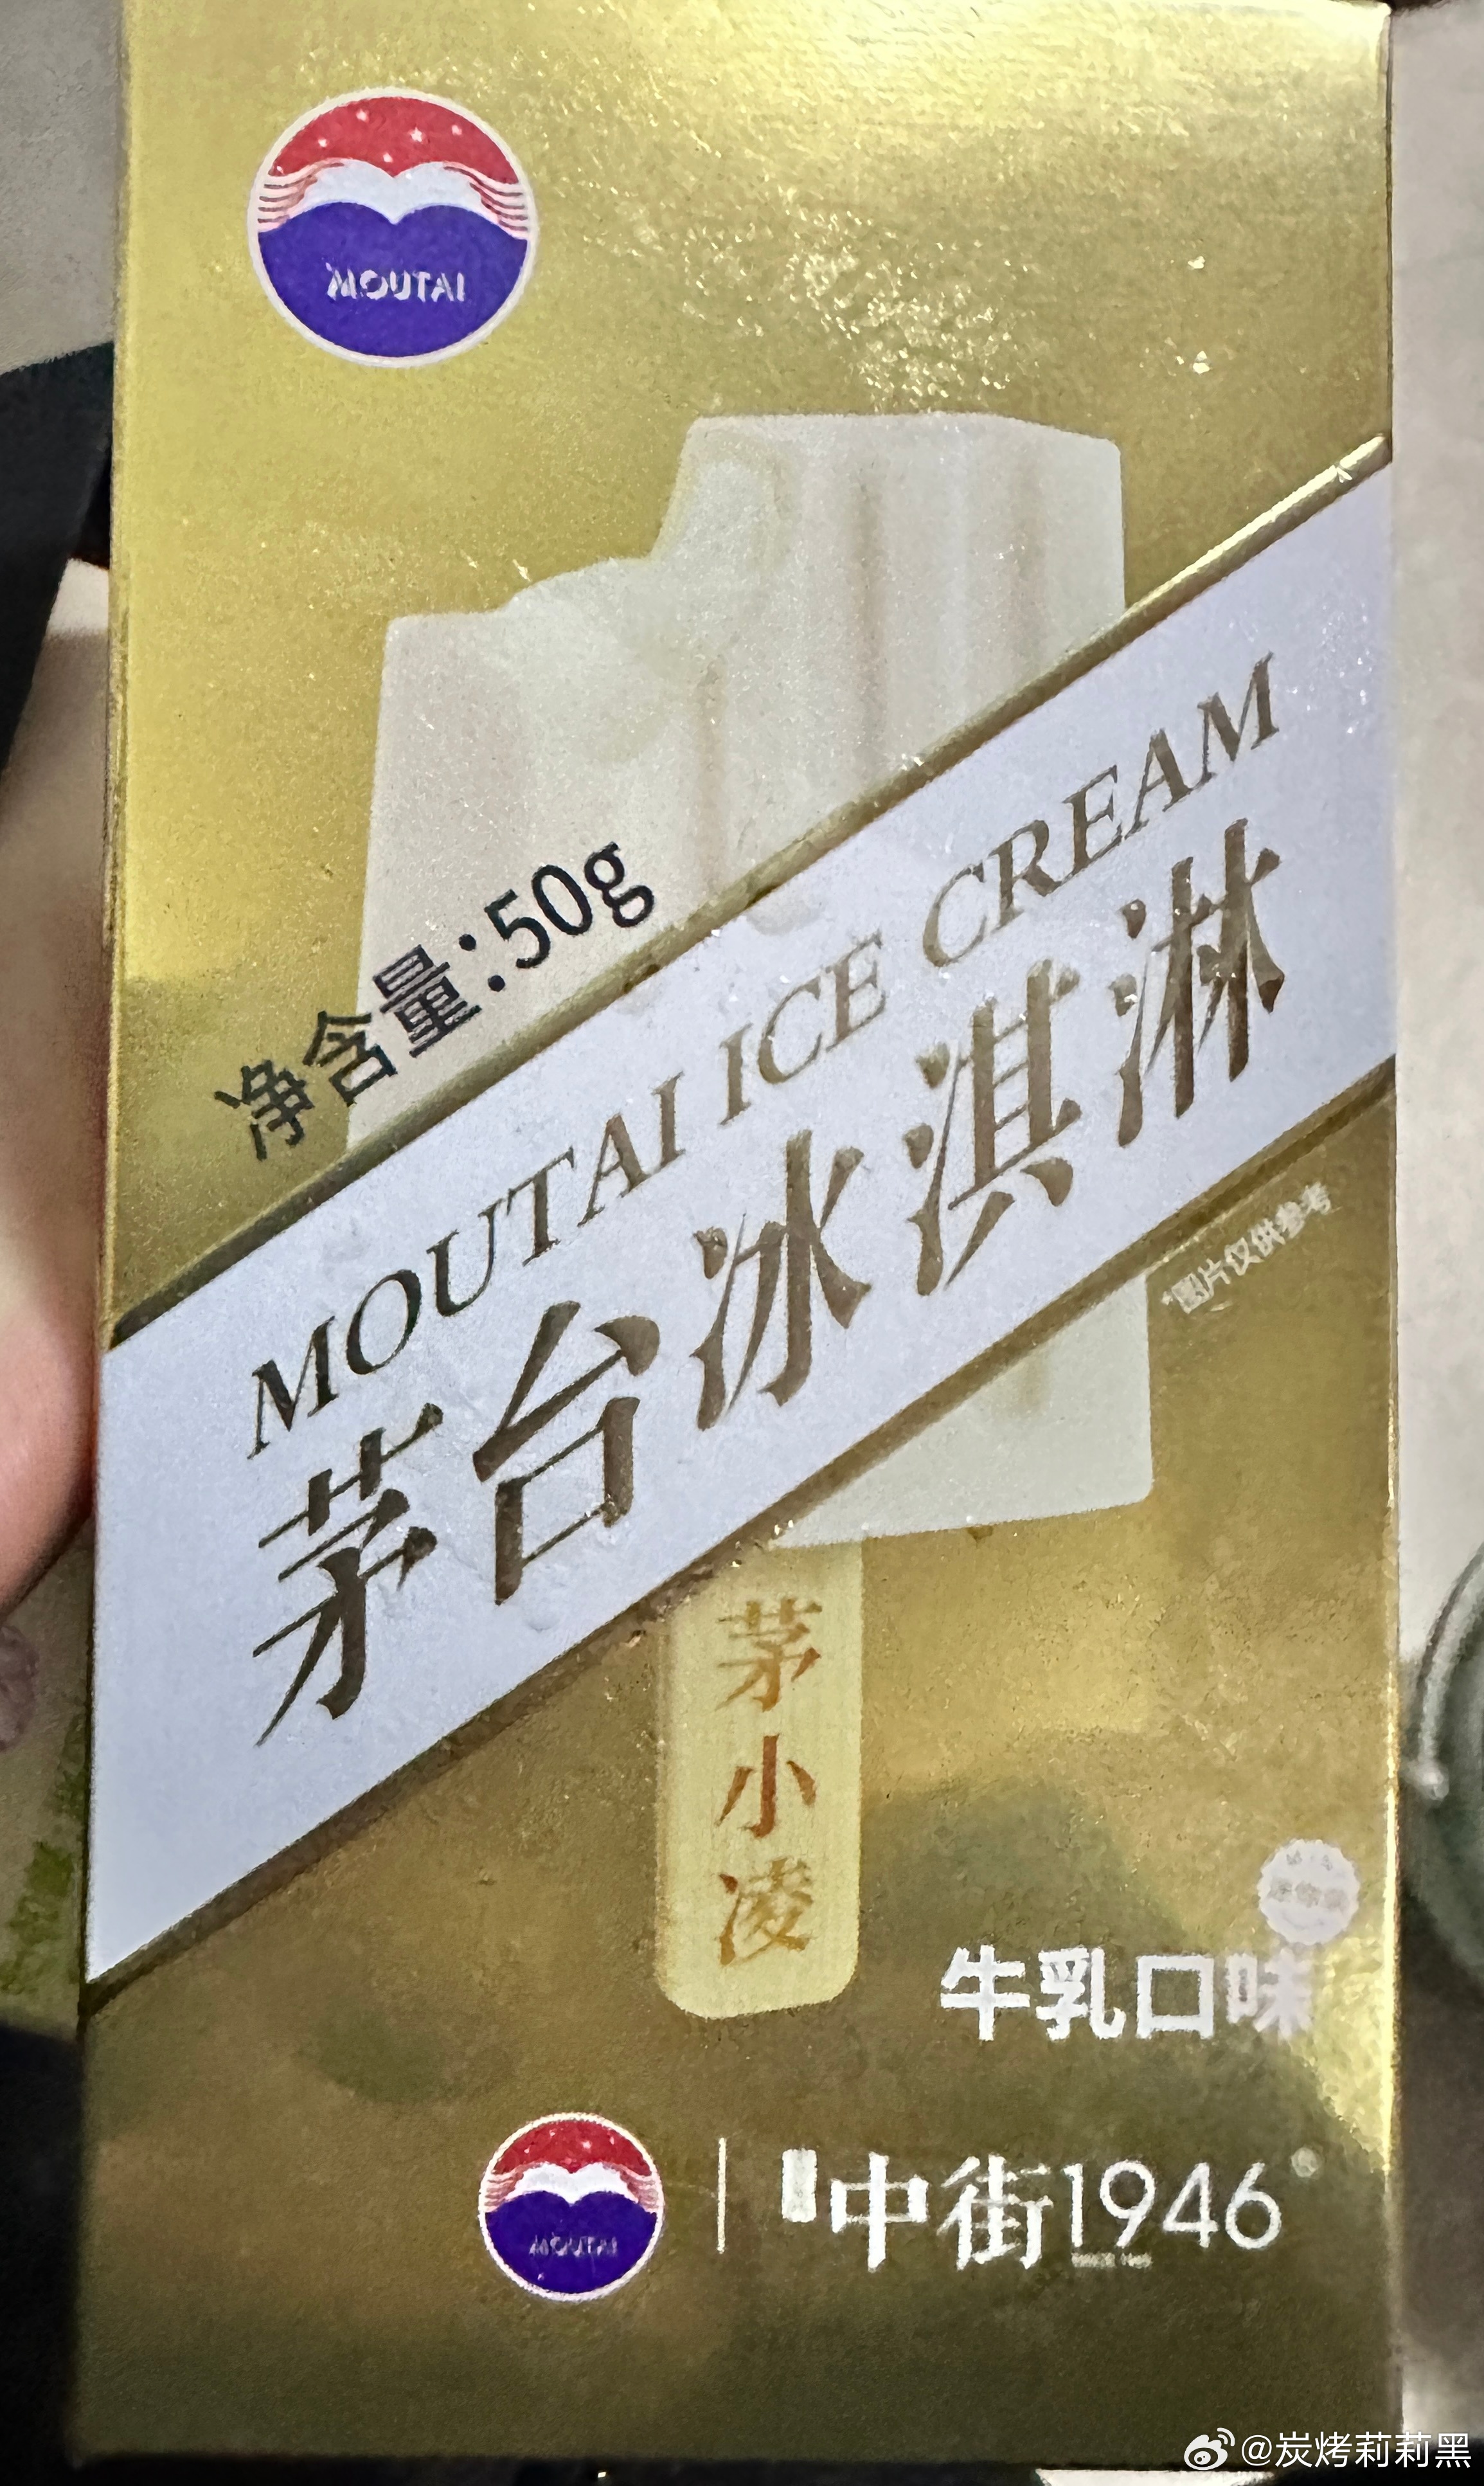 MOUTAI
净含量:50g
MOUTAI ICE CREAM
茅台冰淇淋
*图片仅供参考
茅小凌
牛乳口味
MOUTAI
中街1946®
@炭烤莉莉黑